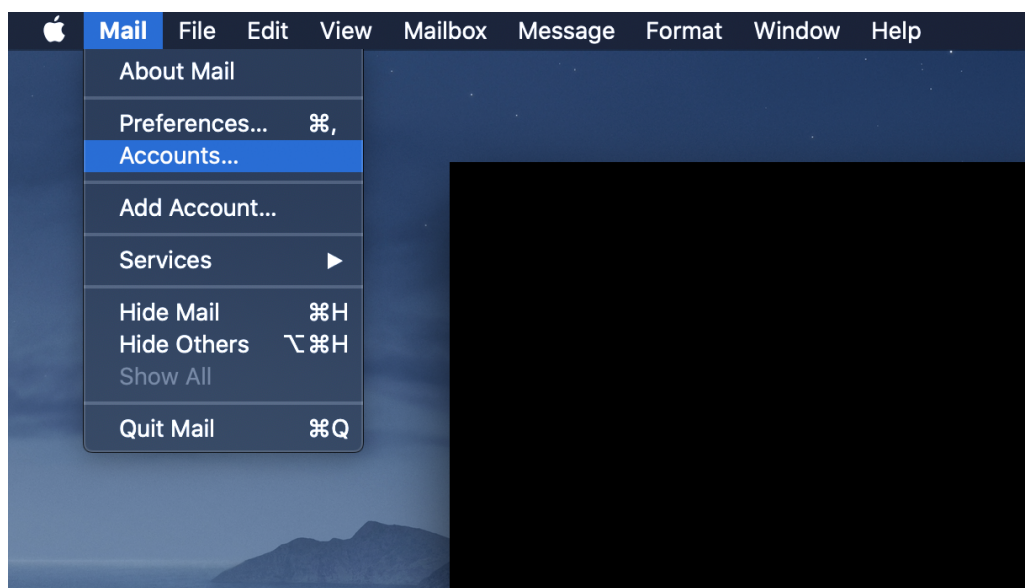 Mail File Edit View Mailbox Message Format Window Help
About Mail
Preferences... ⌘,
Accounts...
Add Account...
Services ▶
Hide Mail ⌘H
Hide Others ⌥⌘H
Show All
Quit Mail ⌘Q